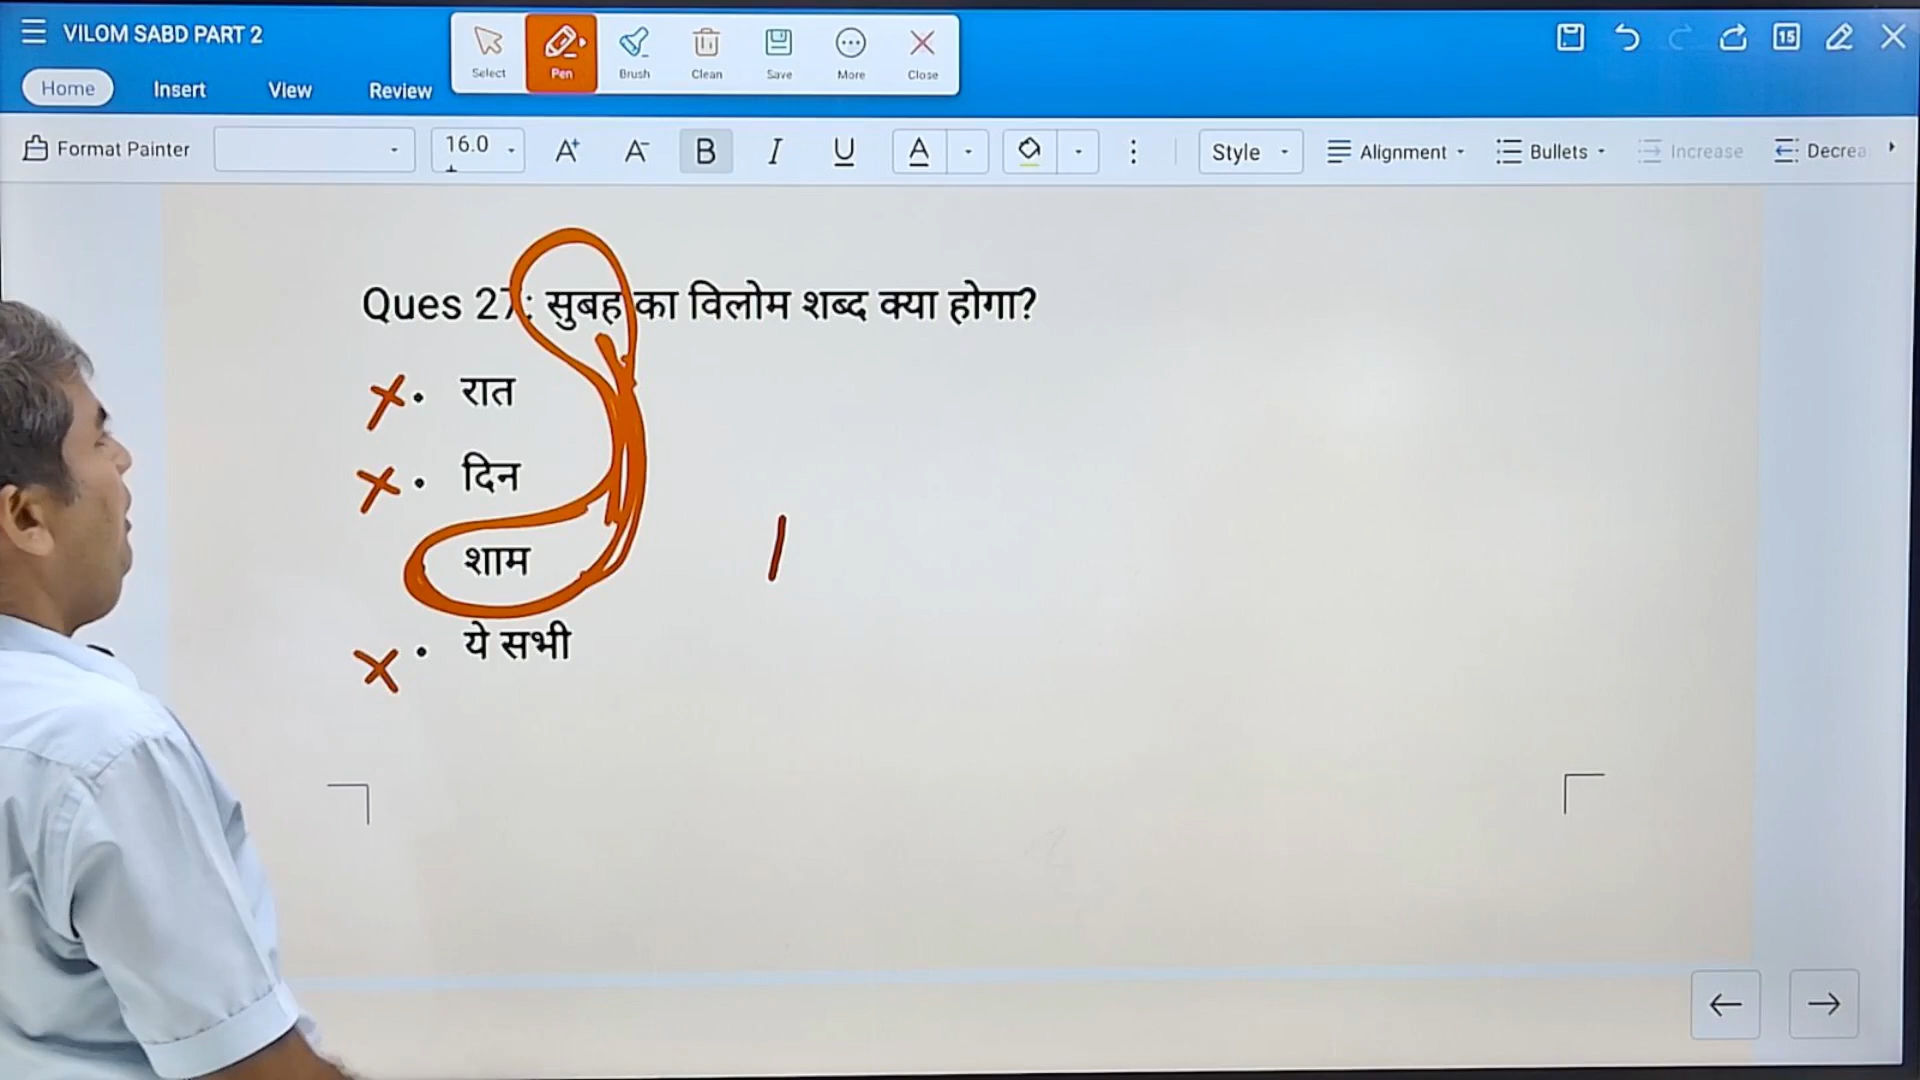 VILOM SABD PART 2
Select Pen Brush Clean Save More Close
15
Home Insert View Review
Format Painter 16.0 A+ A- B I U A Style Alignment Bullets Increase Decrea
Ques 27: सुबह का विलोम शब्द क्या होगा?
• रात
• दिन
शाम
• ये सभी